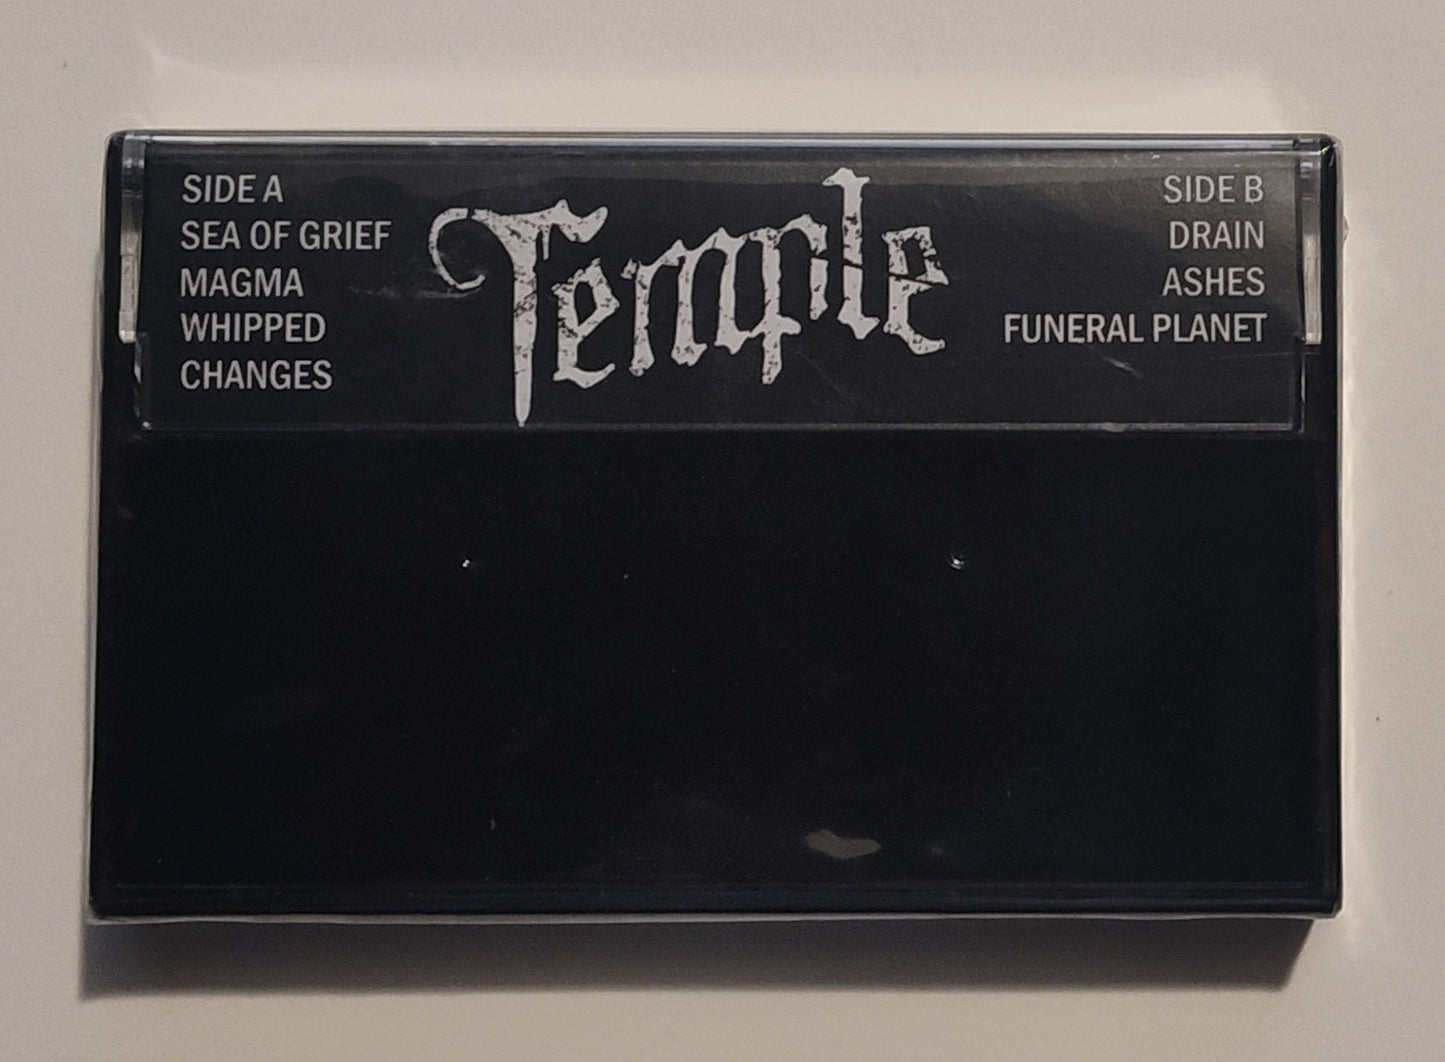 SIDE A
SEA OF GRIEF
MAGMA
WHIPPED
CHANGES
Temple
SIDE B
DRAIN
ASHES
FUNERAL PLANET